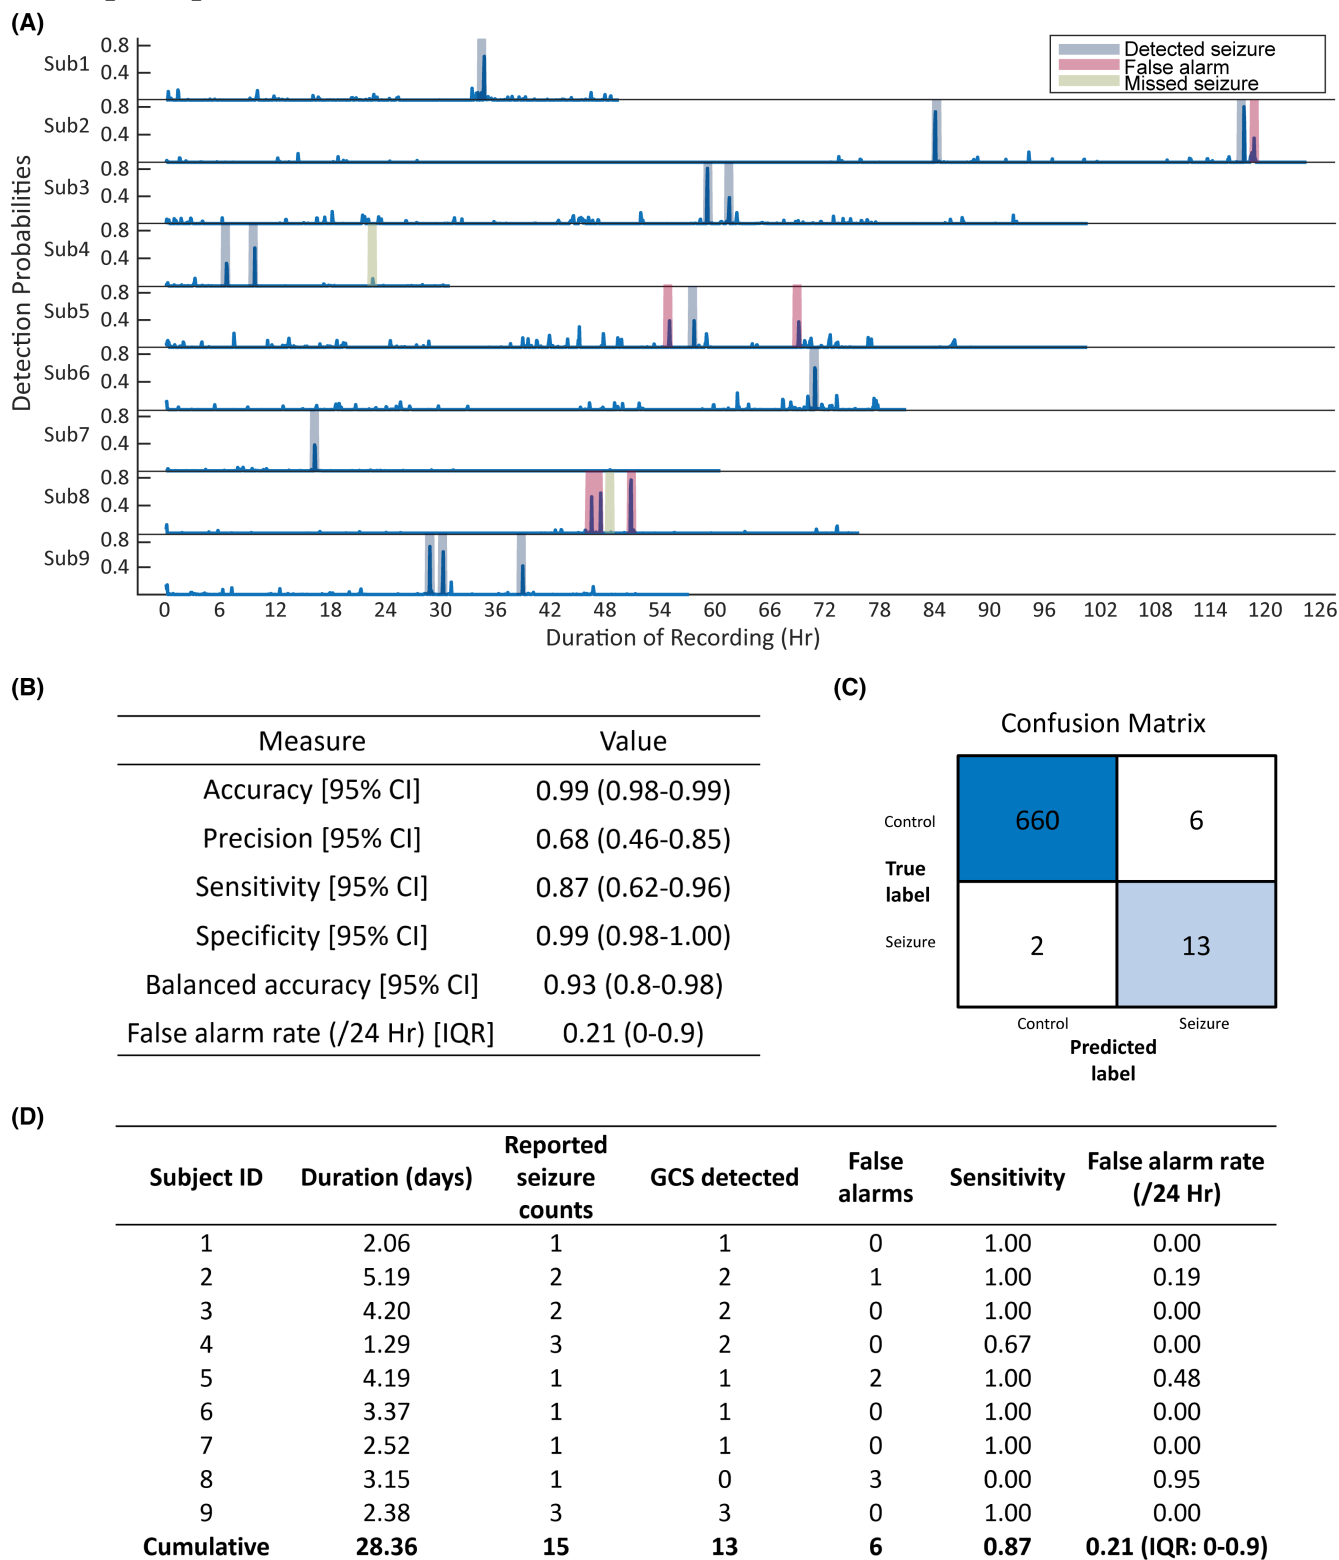 (A)
Detected seizure
False alarm
Missed seizure
Detection Probabilities
Sub1 0.8 0.4
Sub2 0.8 0.4
Sub3 0.8 0.4
Sub4 0.8 0.4
Sub5 0.8 0.4
Sub6 0.8 0.4
Sub7 0.8 0.4
Sub8 0.8 0.4
Sub9 0.8 0.4
0 6 12 18 24 30 36 42 48 54 60 66 72 78 84 90 96 102 108 114 120 126
Duration of Recording (Hr)
(B)
Measure Value
Accuracy [95% CI] 0.99 (0.98-0.99)
Precision [95% CI] 0.68 (0.46-0.85)
Sensitivity [95% CI] 0.87 (0.62-0.96)
Specificity [95% CI] 0.99 (0.98-1.00)
Balanced accuracy [95% CI] 0.93 (0.8-0.98)
False alarm rate (/24 Hr) [IQR] 0.21 (0-0.9)
(C)
Confusion Matrix
Control 660 6
True
label
Seizure 2 13
Control Seizure
Predicted
label
(D)
Subject ID Duration (days) Reported seizure counts GCS detected False alarms Sensitivity False alarm rate (/24 Hr)
1 2.06 1 1 0 1.00 0.00
2 5.19 2 2 1 1.00 0.19
3 4.20 2 2 0 1.00 0.00
4 1.29 3 2 0 0.67 0.00
5 4.19 1 1 2 1.00 0.48
6 3.37 1 1 0 1.00 0.00
7 2.52 1 1 0 1.00 0.00
8 3.15 1 0 3 0.00 0.95
9 2.38 3 3 0 1.00 0.00
Cumulative 28.36 15 13 6 0.87 0.21 (IQR: 0-0.9)